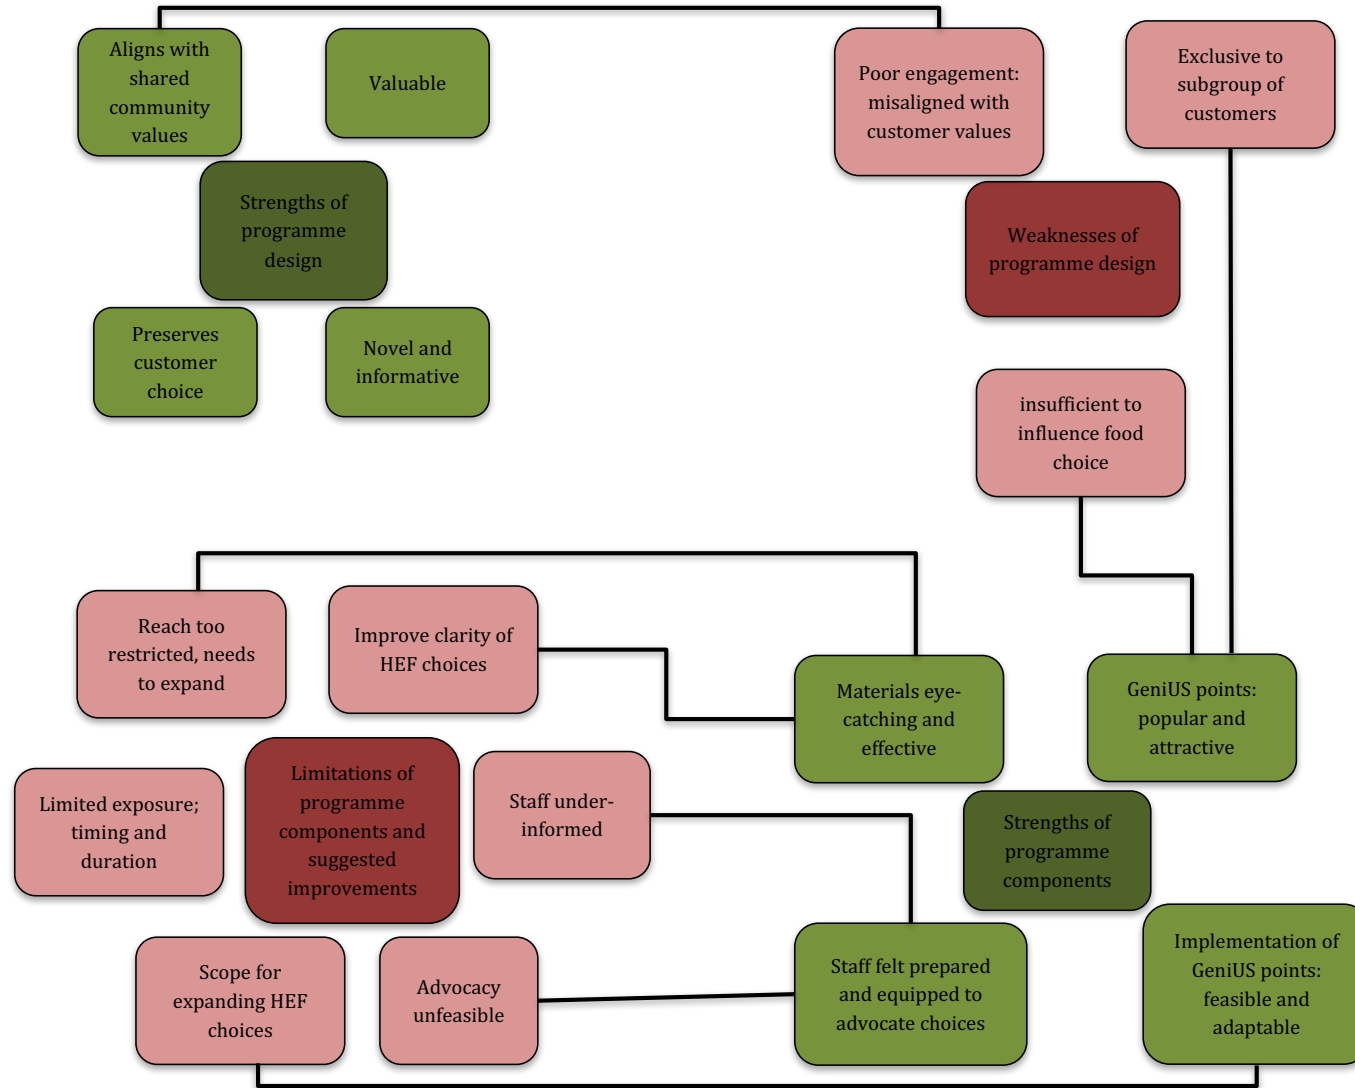 Aligns with
shared
community
values
Valuable
Strengths of
programme
design
Preserves
customer
choice
Novel and
informative
Poor engagement:
misaligned with
customer values
Exclusive to
subgroup of
customers
Weaknesses of
programme design
insufficient to
influence food
choice
Reach too
restricted, needs
to expand
Improve clarity of
HEF choices
Limited exposure;
timing and
duration
Limitations of
programme
components and
suggested
improvements
Staff under-
informed
Scope for
expanding HEF
choices
Advocacy
unfeasible
Materials eye-
catching and
effective
GeniUS points:
popular and
attractive
Strengths of
programme
components
Staff felt prepared
and equipped to
advocate choices
Implementation of
GeniUS points:
feasible and
adaptable